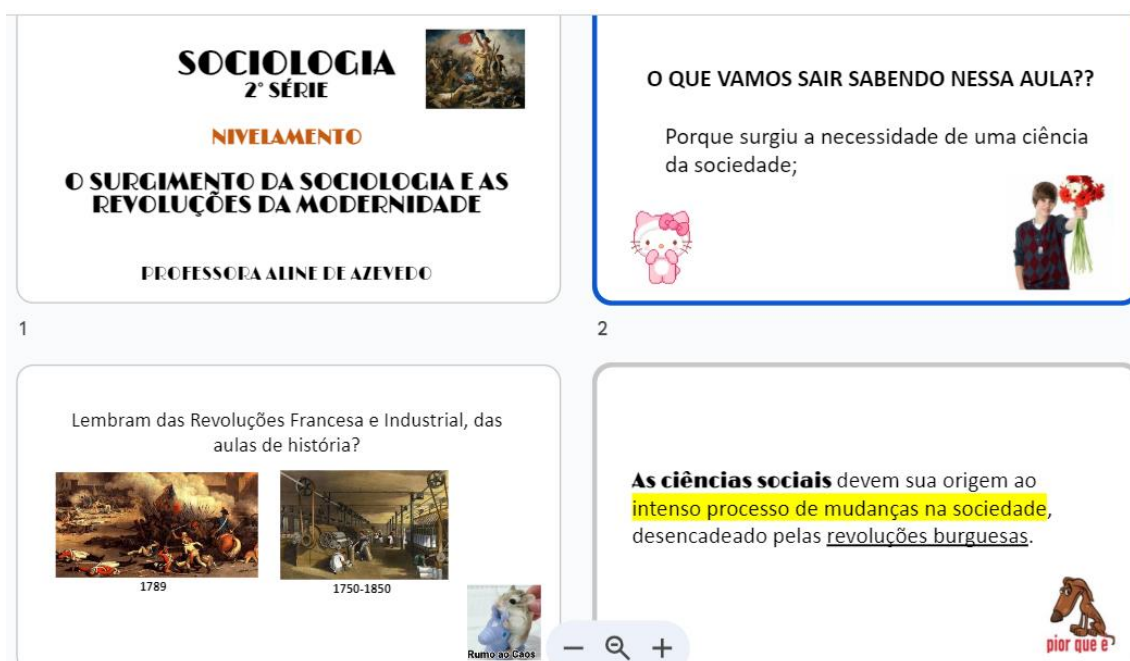 SOCIOLOGIA
2° SÉRIE
NIVELAMENTO
O SURGIMENTO DA SOCIOLOGIA E AS
REVOLUÇÕES DA MODERNIDADE
PROFESSORA ALINE DE AZEVEDO
1
O QUE VAMOS SAIR SABENDO NESSA AULA??
Porque surgiu a necessidade de uma ciência
da sociedade;
2
Lembram das Revoluções Francesa e Industrial, das
aulas de história?
1789
1750-1850
Rumo ao Caos
As ciências sociais devem sua origem ao
intenso processo de mudanças na sociedade,
desencadeado pelas revoluções burguesas.
pior que é